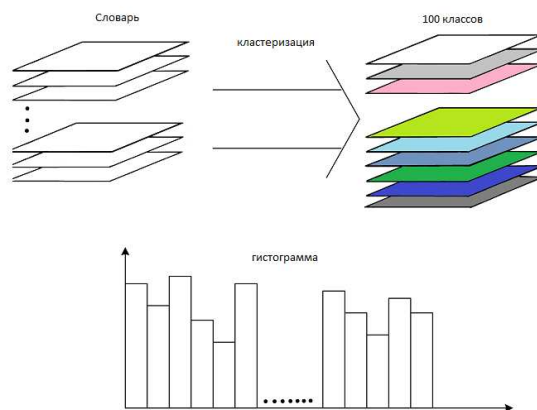 Словарь
кластеризация
100 классов
гистограмма